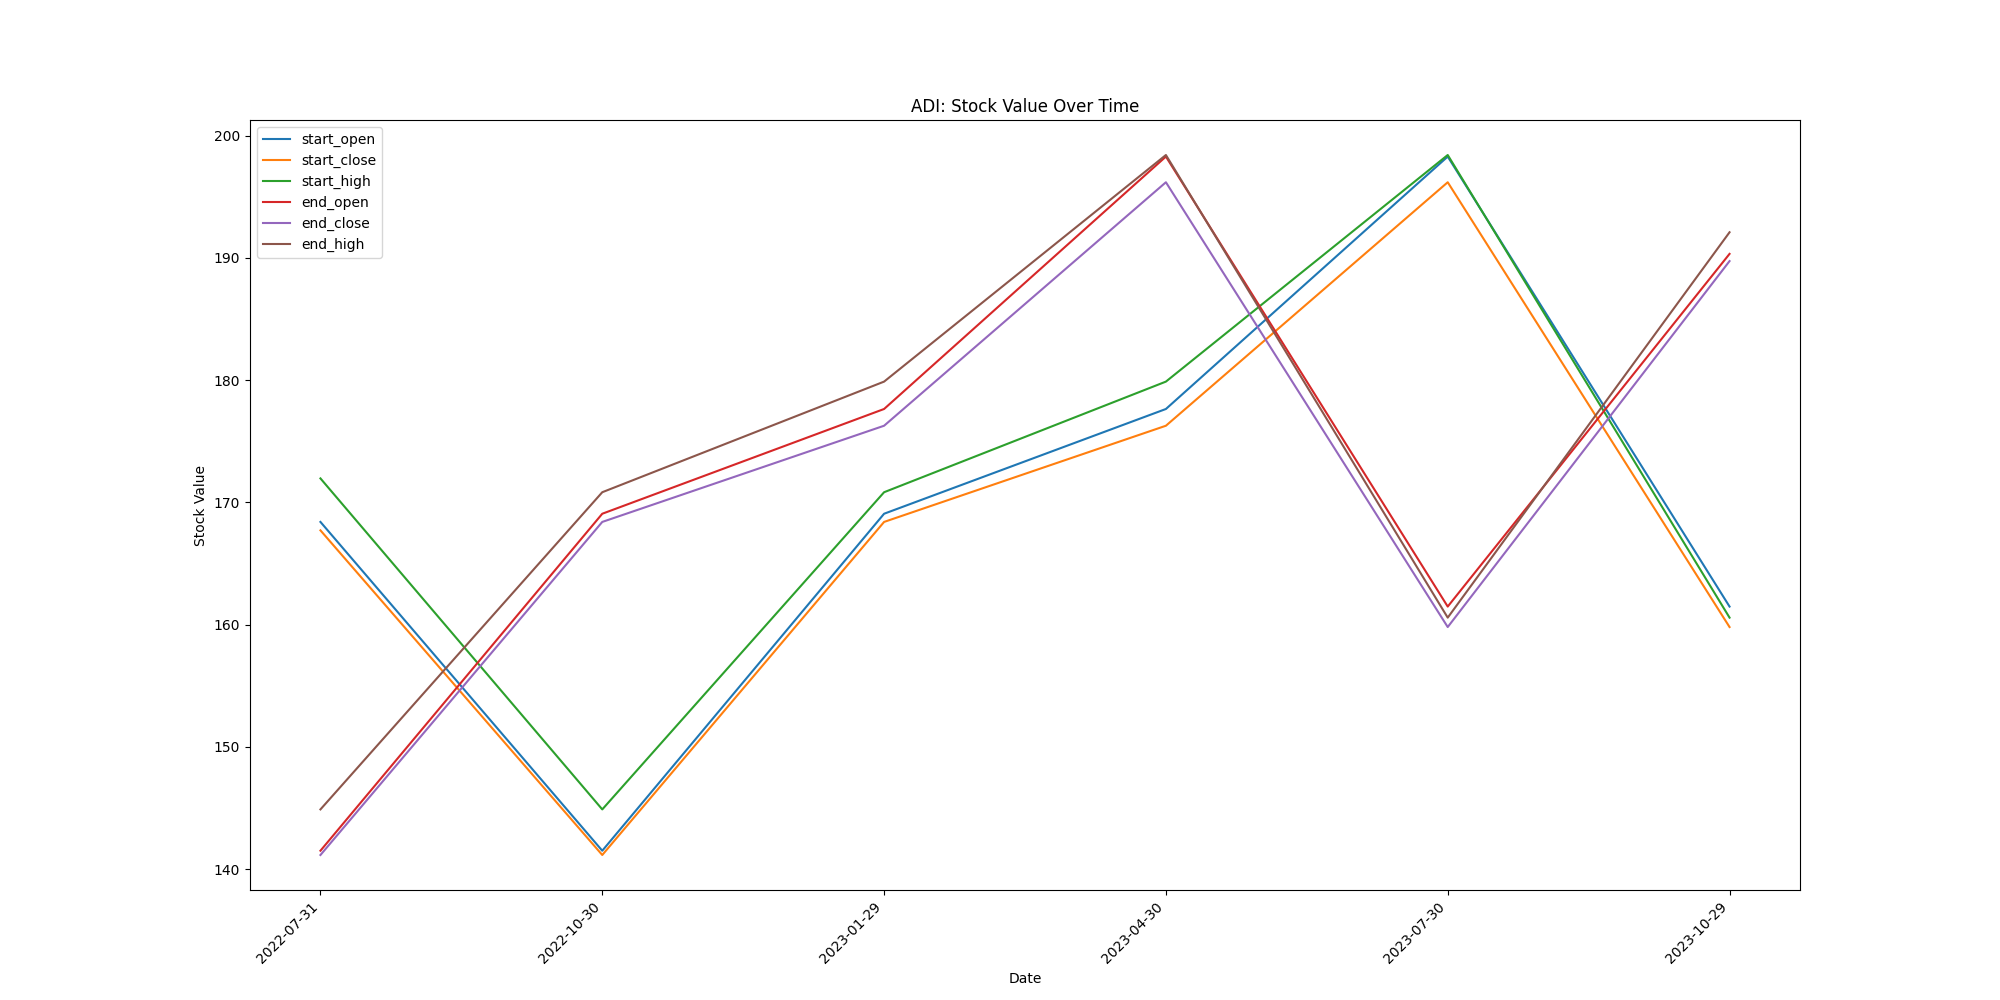 ADI: Stock Value Over Time
start_open
start_close
start_high
end_open
end_close
end_high
200
190
180
170
160
150
140
Stock Value
2022-07-31
2022-10-30
2023-01-29
2023-04-30
2023-07-30
2023-10-29
Date